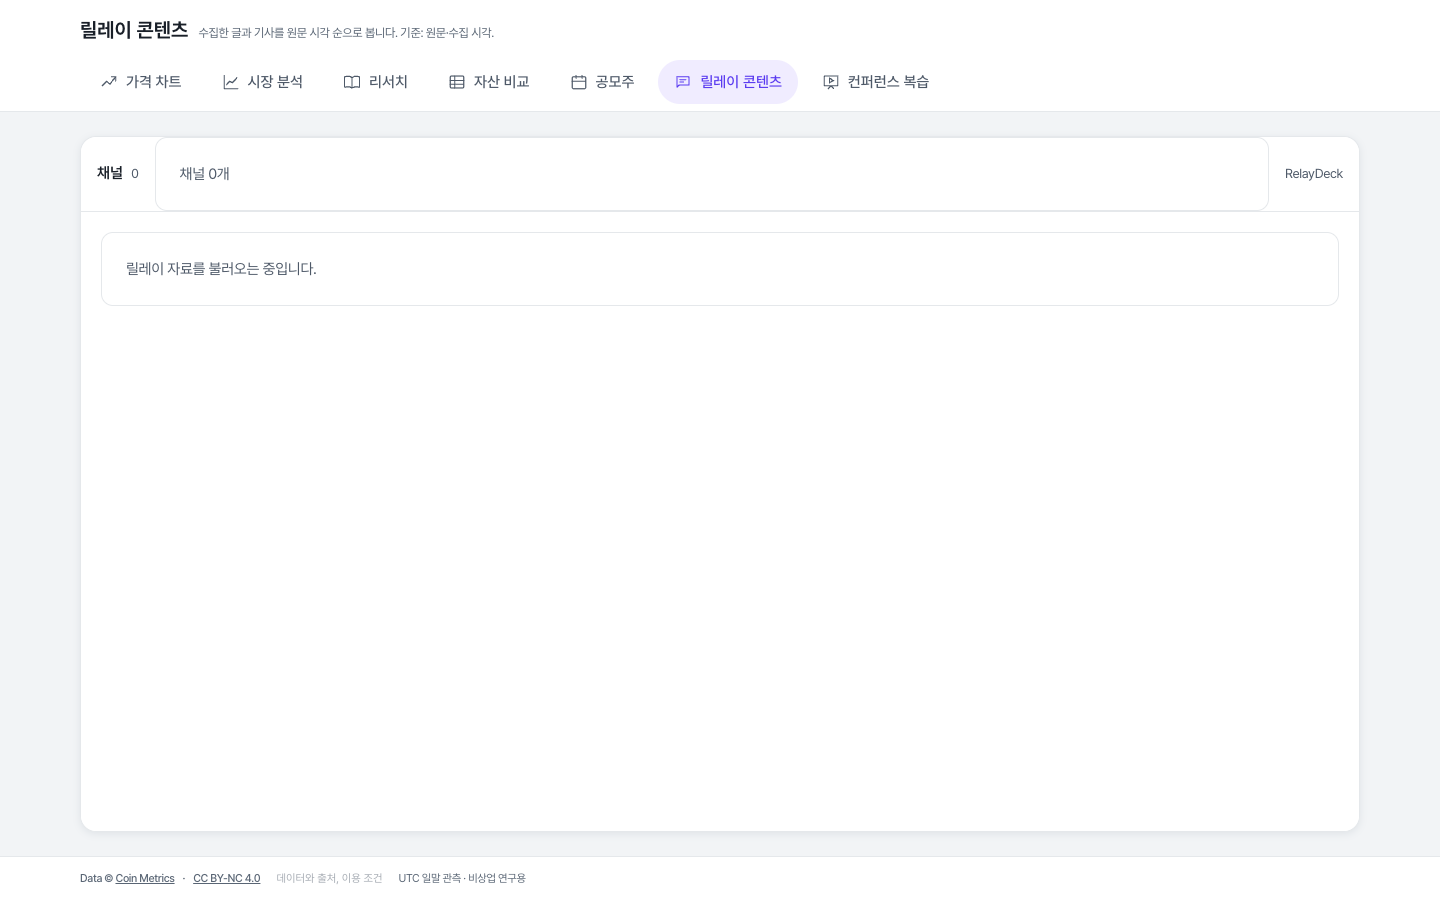 릴레이 콘텐츠 수집한 글과 기사를 원문 시각 순으로 봅니다. 기준: 원문·수집 시각.
가격 차트 시장 분석 리서치 자산 비교 공모주 릴레이 콘텐츠 컨퍼런스 복습
채널 0 채널 0개 RelayDeck
릴레이 자료를 불러오는 중입니다.
Data © Coin Metrics · CC BY-NC 4.0 데이터와 출처, 이용 조건 UTC 일말 관측 · 비상업 연구용